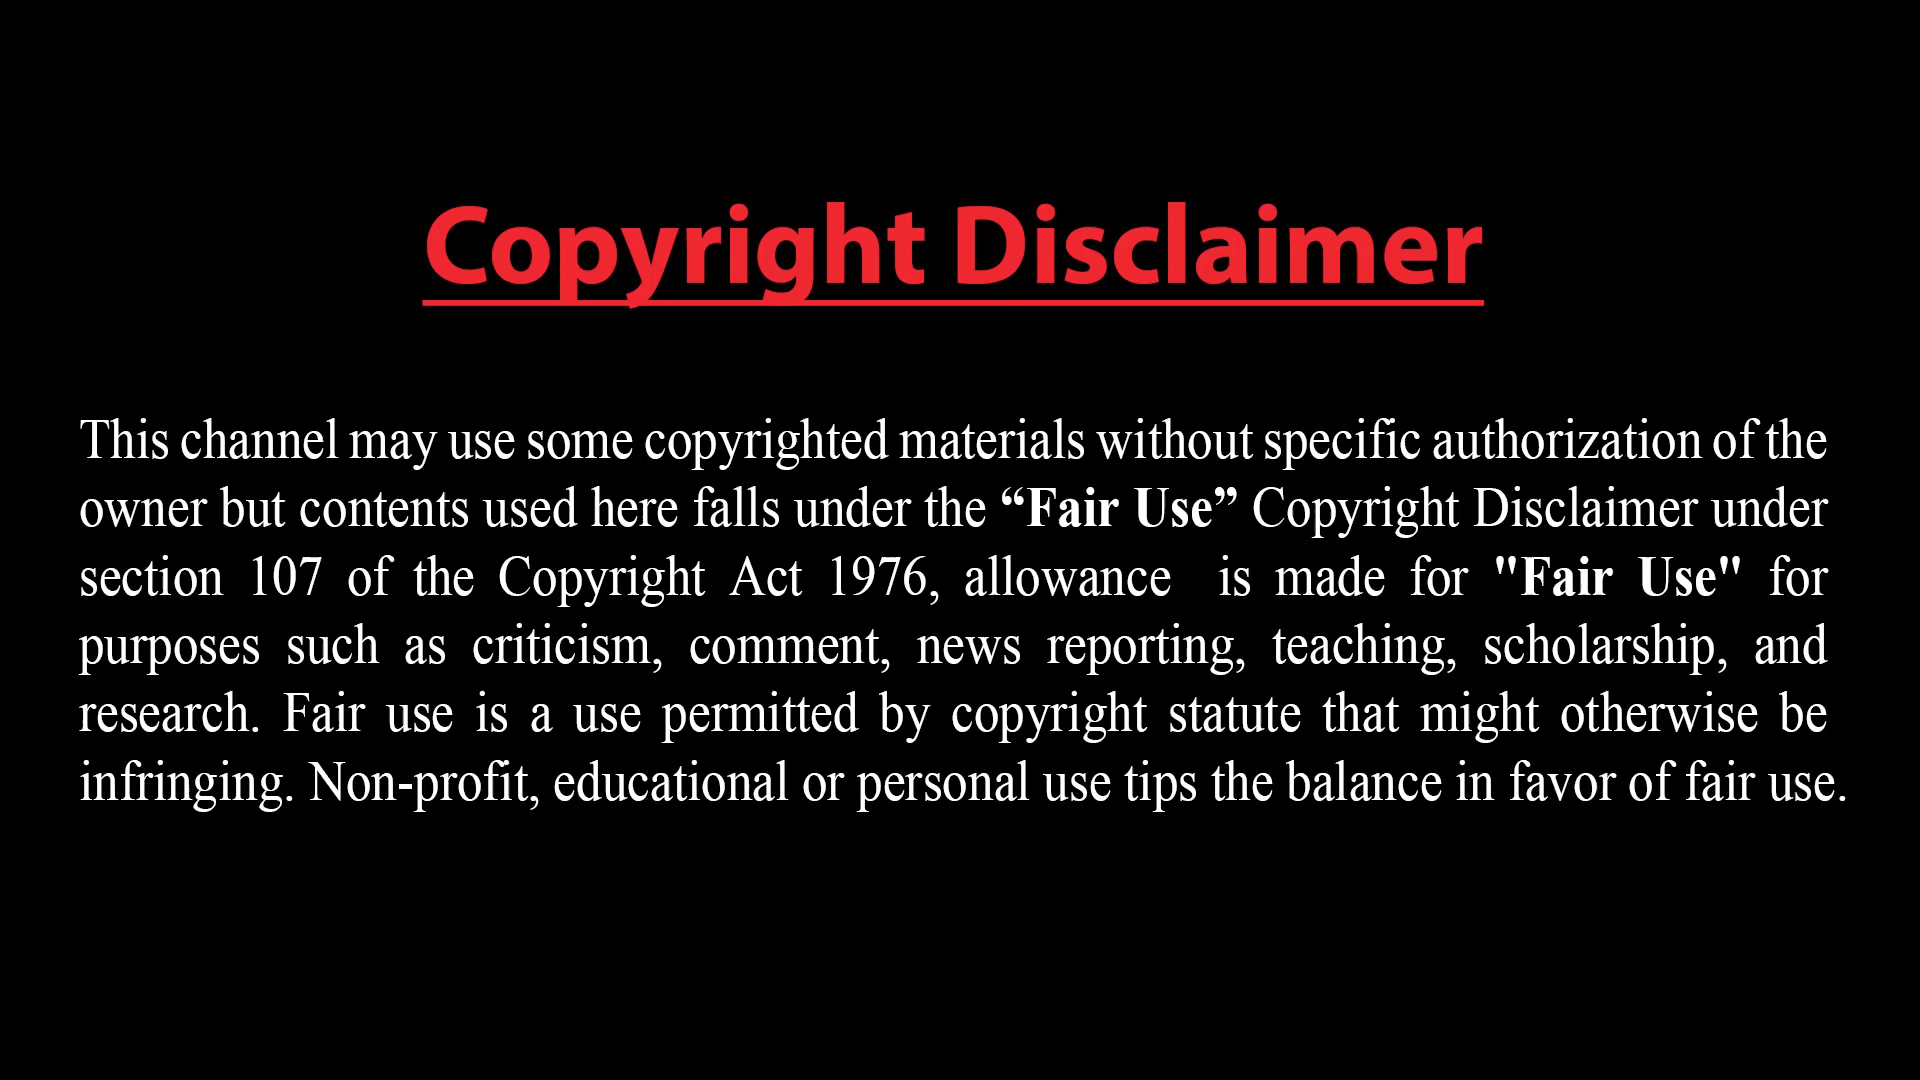 Copyright Disclaimer
This channel may use some copyrighted materials without specific authorization of the
owner but contents used here falls under the “Fair Use” Copyright Disclaimer under
section 107 of the Copyright Act 1976, allowance is made for "Fair Use" for
purposes such as criticism, comment, news reporting, teaching, scholarship, and
research. Fair use is a use permitted by copyright statute that might otherwise be
infringing. Non-profit, educational or personal use tips the balance in favor of fair use.